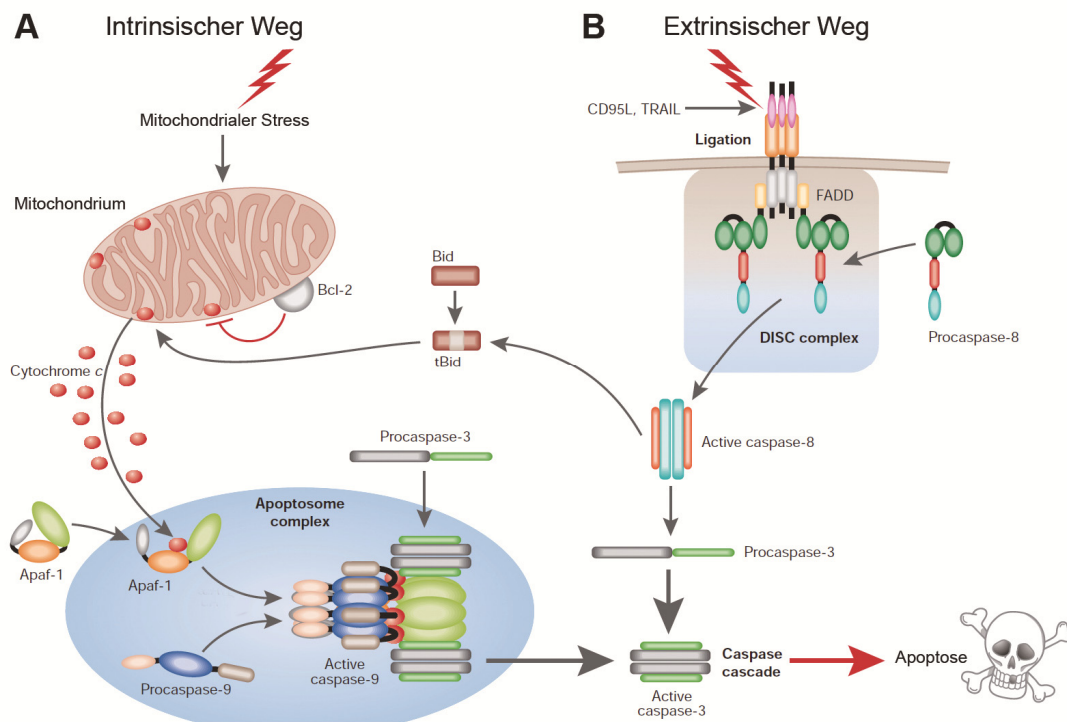 A Intrinsischer Weg
Mitochondrialer Stress
Mitochondrium
Bcl-2
Bid
tBid
Cytochrome c
Procaspase-3
Apoptosome
complex
Apaf-1
Apaf-1
Procaspase-9
Active
caspase-9
B Extrinsischer Weg
CD95L, TRAIL
Ligation
FADD
DISC complex
Procaspase-8
Active caspase-8
Procaspase-3
Active
caspase-3
Caspase
cascade
Apoptose